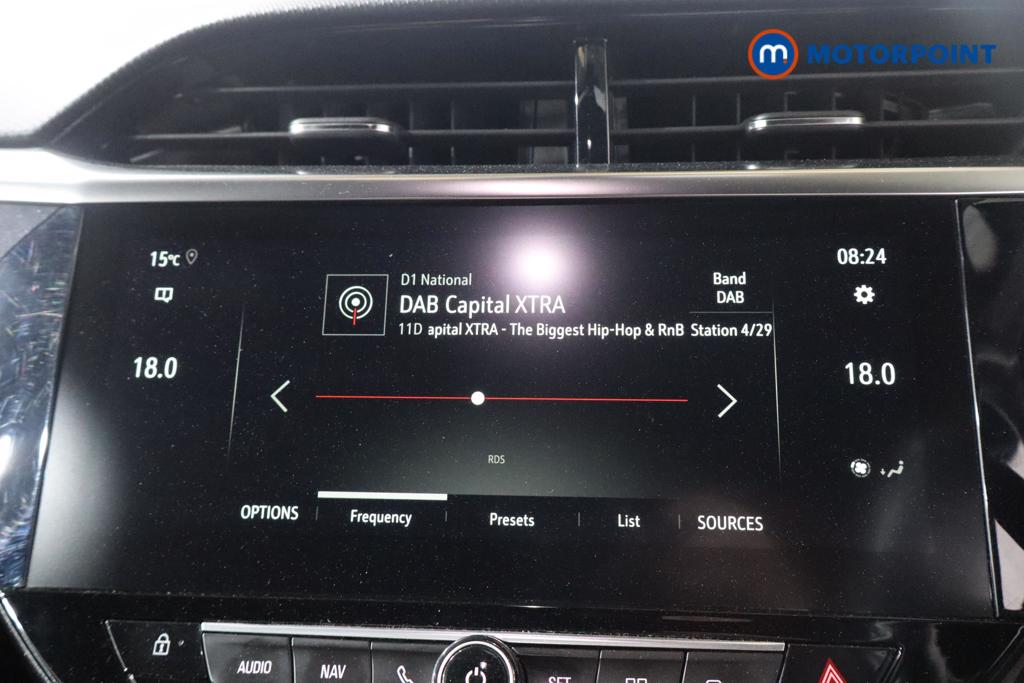 m. MOTORPOINT
15°C
08:24
D1 National
DAB Capital XTRA
11D apital XTRA - The Biggest Hip-Hop & RnB
Band
DAB
Station 4/29
18.0
18.0
RDS
OPTIONS
Frequency
Presets
List
SOURCES
AUDIO
NAV
SET